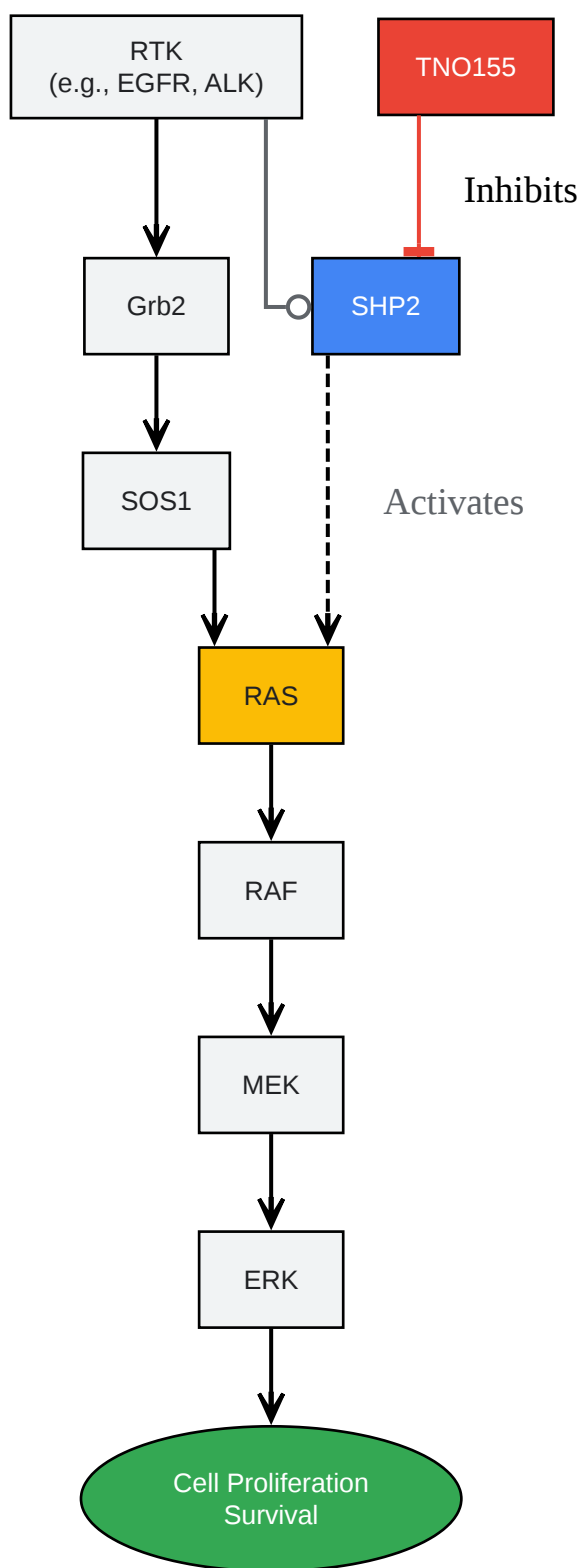 RTK
(e.g., EGFR, ALK)
TNO155
Inhibits
Grb2
SHP2
SOS1
Activates
RAS
RAF
MEK
ERK
Cell Proliferation
Survival